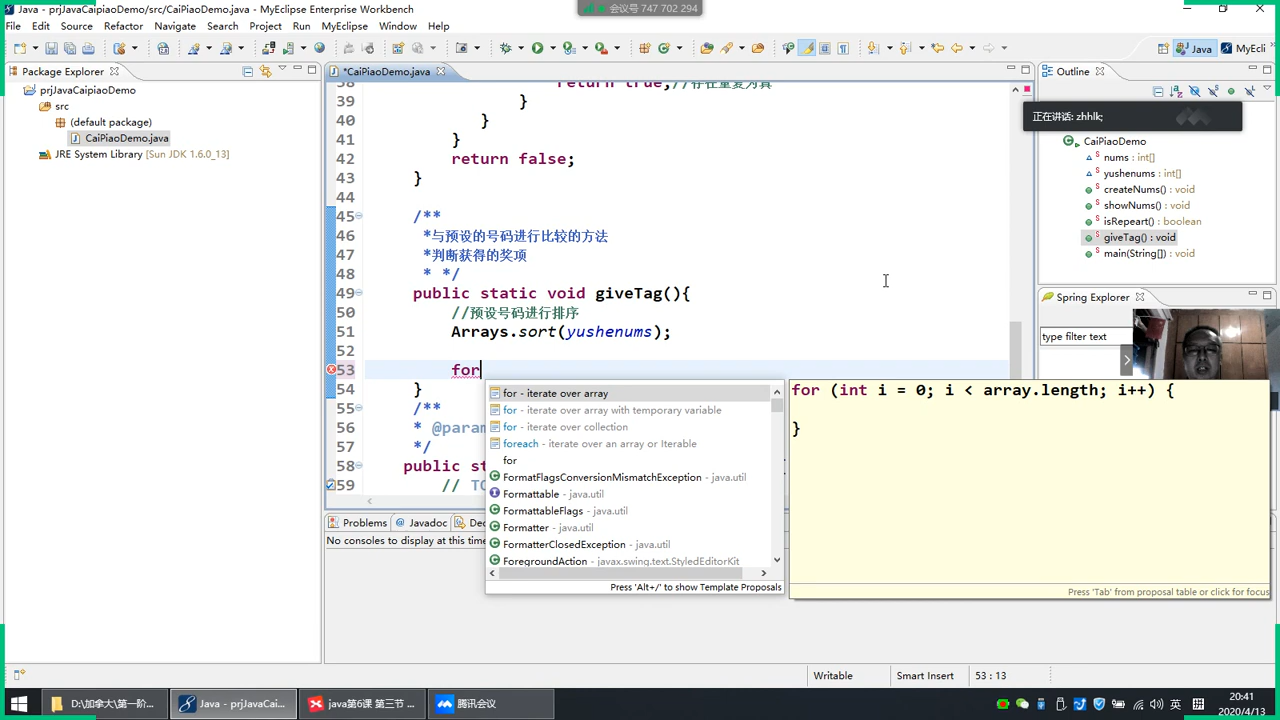 Java - prjJavaCaipiaoDemo/src/CaiPiaoDemo.java - MyEclipse Enterprise Workbench
会议号 747 702 294
File Edit Source Refactor Navigate Search Project Run MyEclipse Window Help
Java
MyEcli
Package Explorer
prjJavaCaipiaoDemo
src
(default package)
CaiPiaoDemo.java
JRE System Library [Sun JDK 1.6.0_13]
*CaiPiaoDemo.java
38 return true;//存在重复为真
39 }
40 }
41 }
42 return false;
43 }
44
45 /**
46 *与预设的号码进行比较的方法
47 *判断获得的奖项
48 * */
49 public static void giveTag(){
50 //预设号码进行排序
51 Arrays.sort(yushenums);
52
53 for
54 }
55 /**
56 * @param
57 */
58 public st
59 // TO
for - iterate over array
for - iterate over array with temporary variable
for - iterate over collection
foreach - iterate over an array or Iterable
for
FormatFlagsConversionMismatchException - java.util
Formattable - java.util
FormattableFlags - java.util
Formatter - java.util
FormatterClosedException - java.util
ForegroundAction - javax.swing.text.StyledEditorKit
Press 'Alt+/' to show Template Proposals
for (int i = 0; i < array.length; i++) {
}
Press 'Tab' from proposal table or click for focus
Outline
正在讲话: zhhlk;
CaiPiaoDemo
nums : int[]
yushenums : int[]
createNums() : void
showNums() : void
isRepeart() : boolean
giveTag() : void
main(String[]) : void
Spring Explorer
type filter text
Problems @ Javadoc Dec
No consoles to display at this time
Writable
Smart Insert
53 : 13
D:\加拿大\第一阶...
Java - prjJavaCai...
java第6课 第三节 ...
腾讯会议
英
20:41
2020/4/13